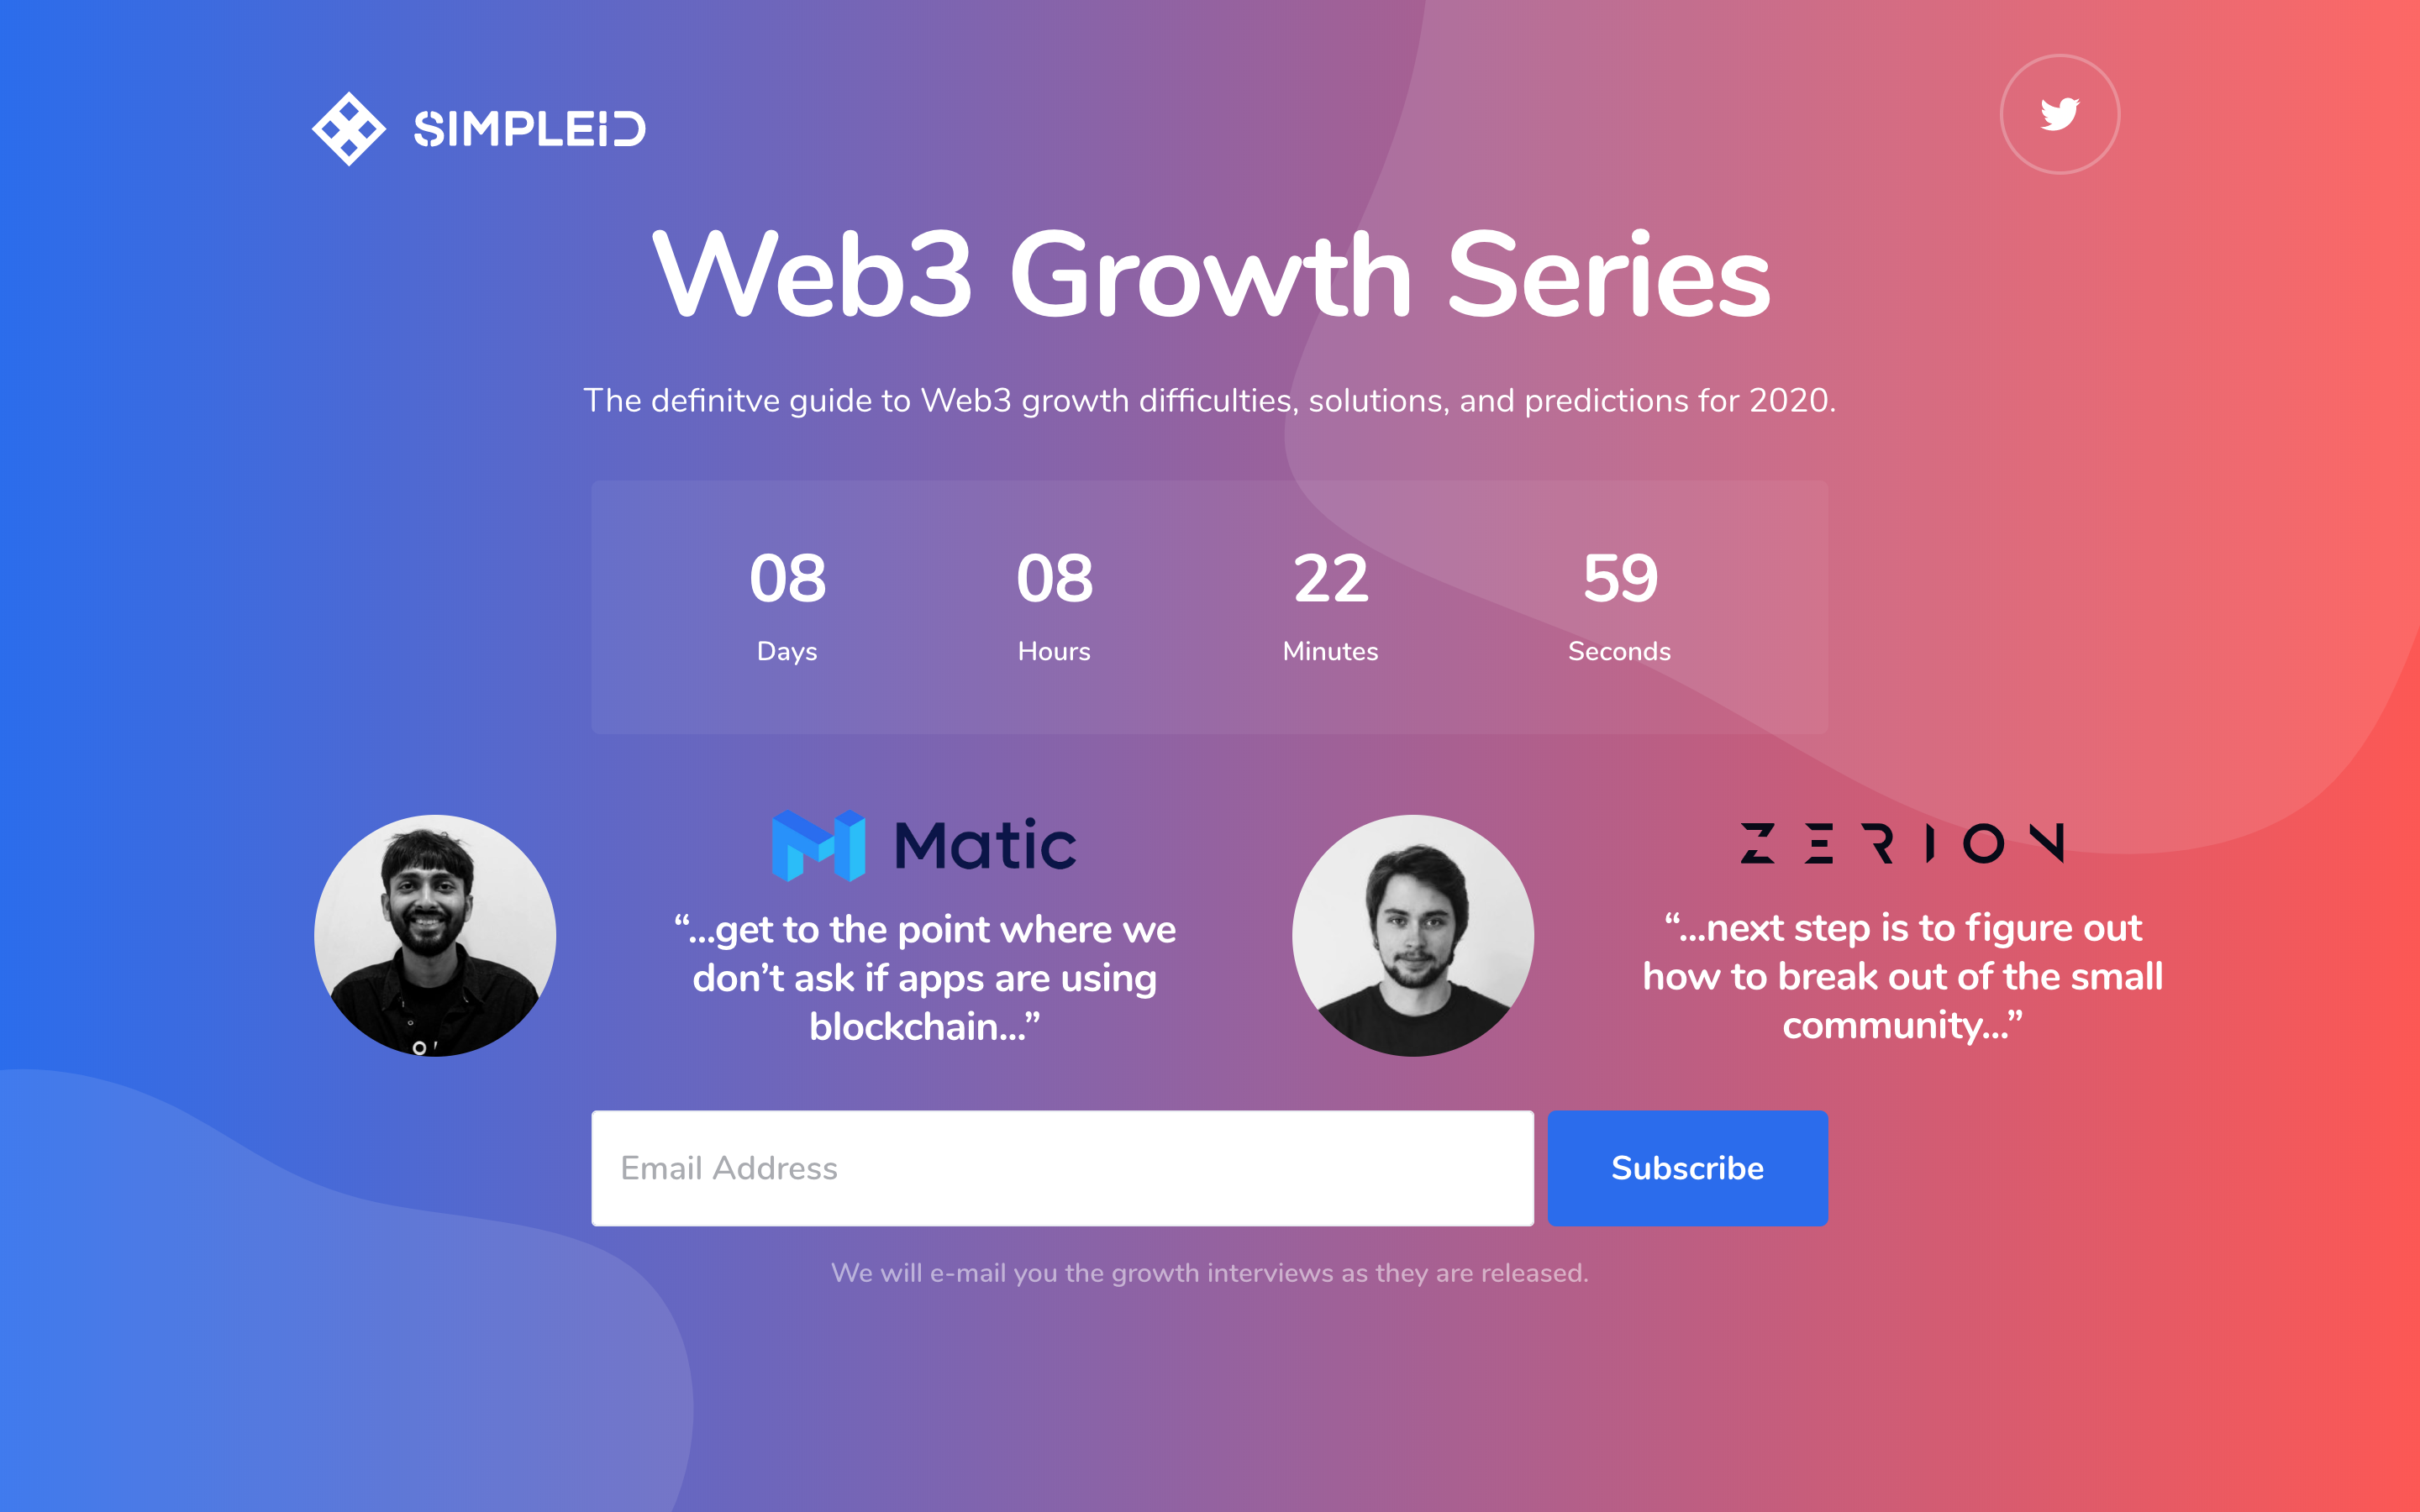 SIMPLEID
Web3 Growth Series
The definitve guide to Web3 growth difficulties, solutions, and predictions for 2020.
08 08 22 59
Days Hours Minutes Seconds
Matic
“...get to the point where we
don’t ask if apps are using
blockchain...”
ZERION
“...next step is to figure out
how to break out of the small
community...”
Email Address
Subscribe
We will e-mail you the growth interviews as they are released.